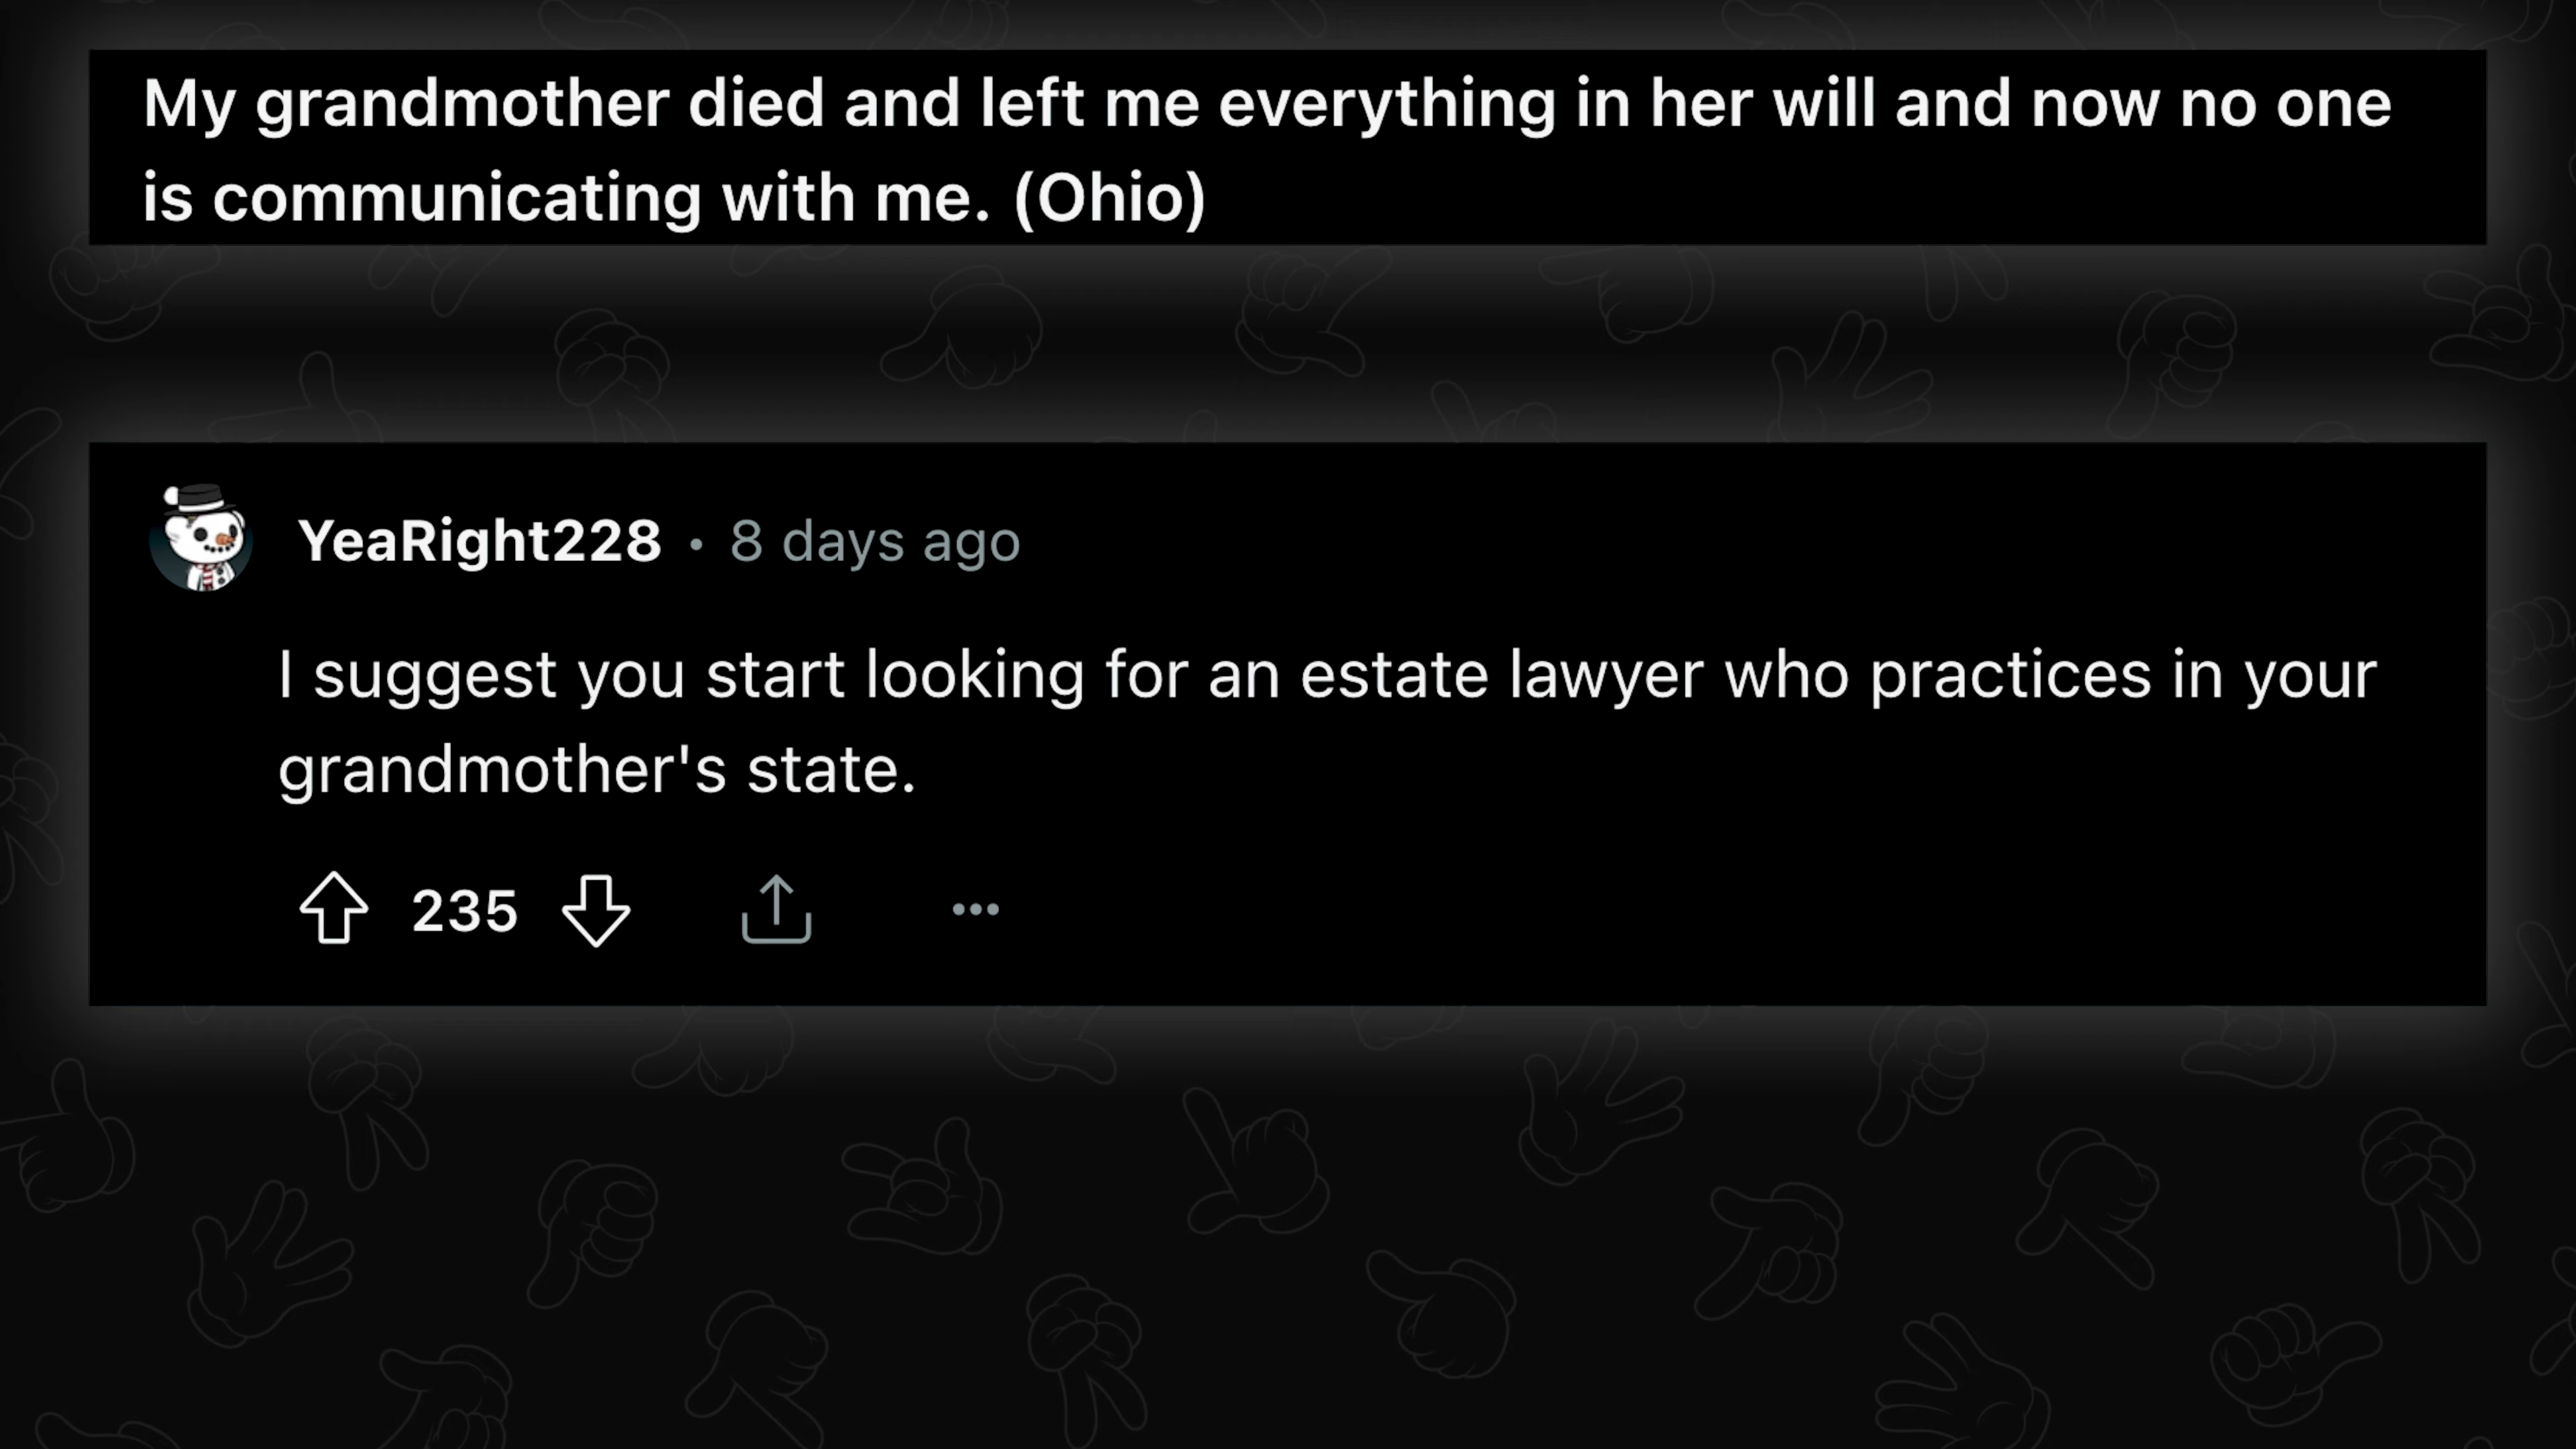 My grandmother died and left me everything in her will and now no one
is communicating with me. (Ohio)
YeaRight228 · 8 days ago
I suggest you start looking for an estate lawyer who practices in your
grandmother's state.
235